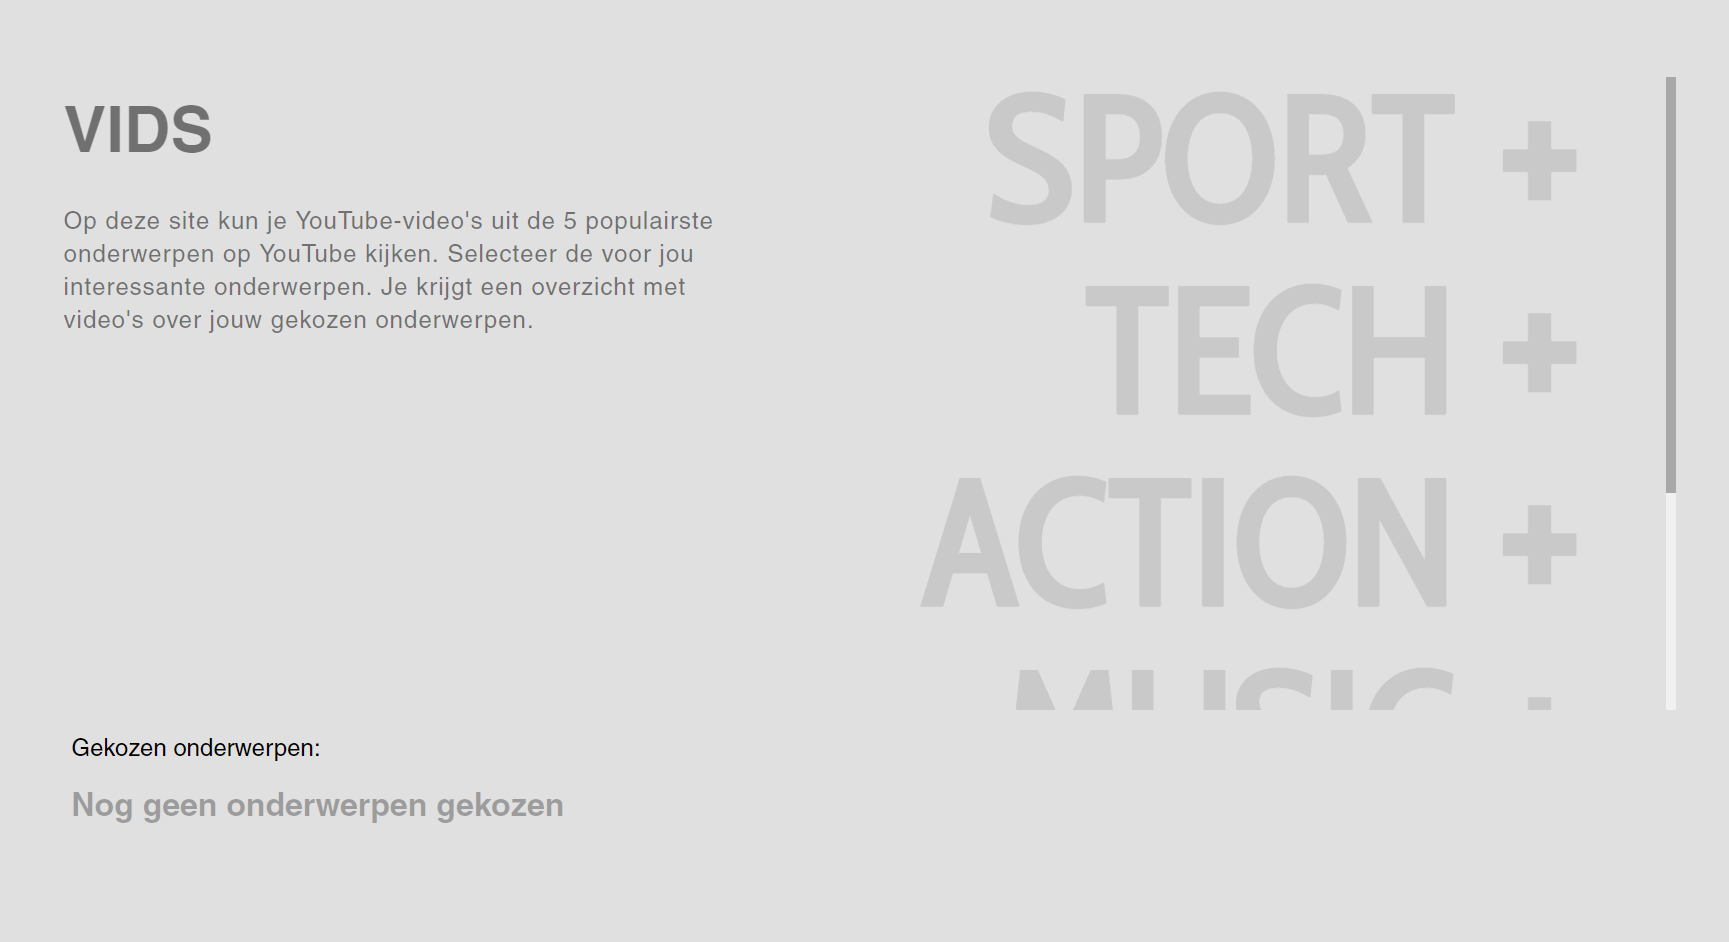 VIDS
Op deze site kun je YouTube-video's uit de 5 populairste
onderwerpen op YouTube kijken. Selecteer de voor jou
interessante onderwerpen. Je krijgt een overzicht met
video's over jouw gekozen onderwerpen.
SPORT +
TECH +
ACTION +
MUSIC +
Gekozen onderwerpen:
Nog geen onderwerpen gekozen